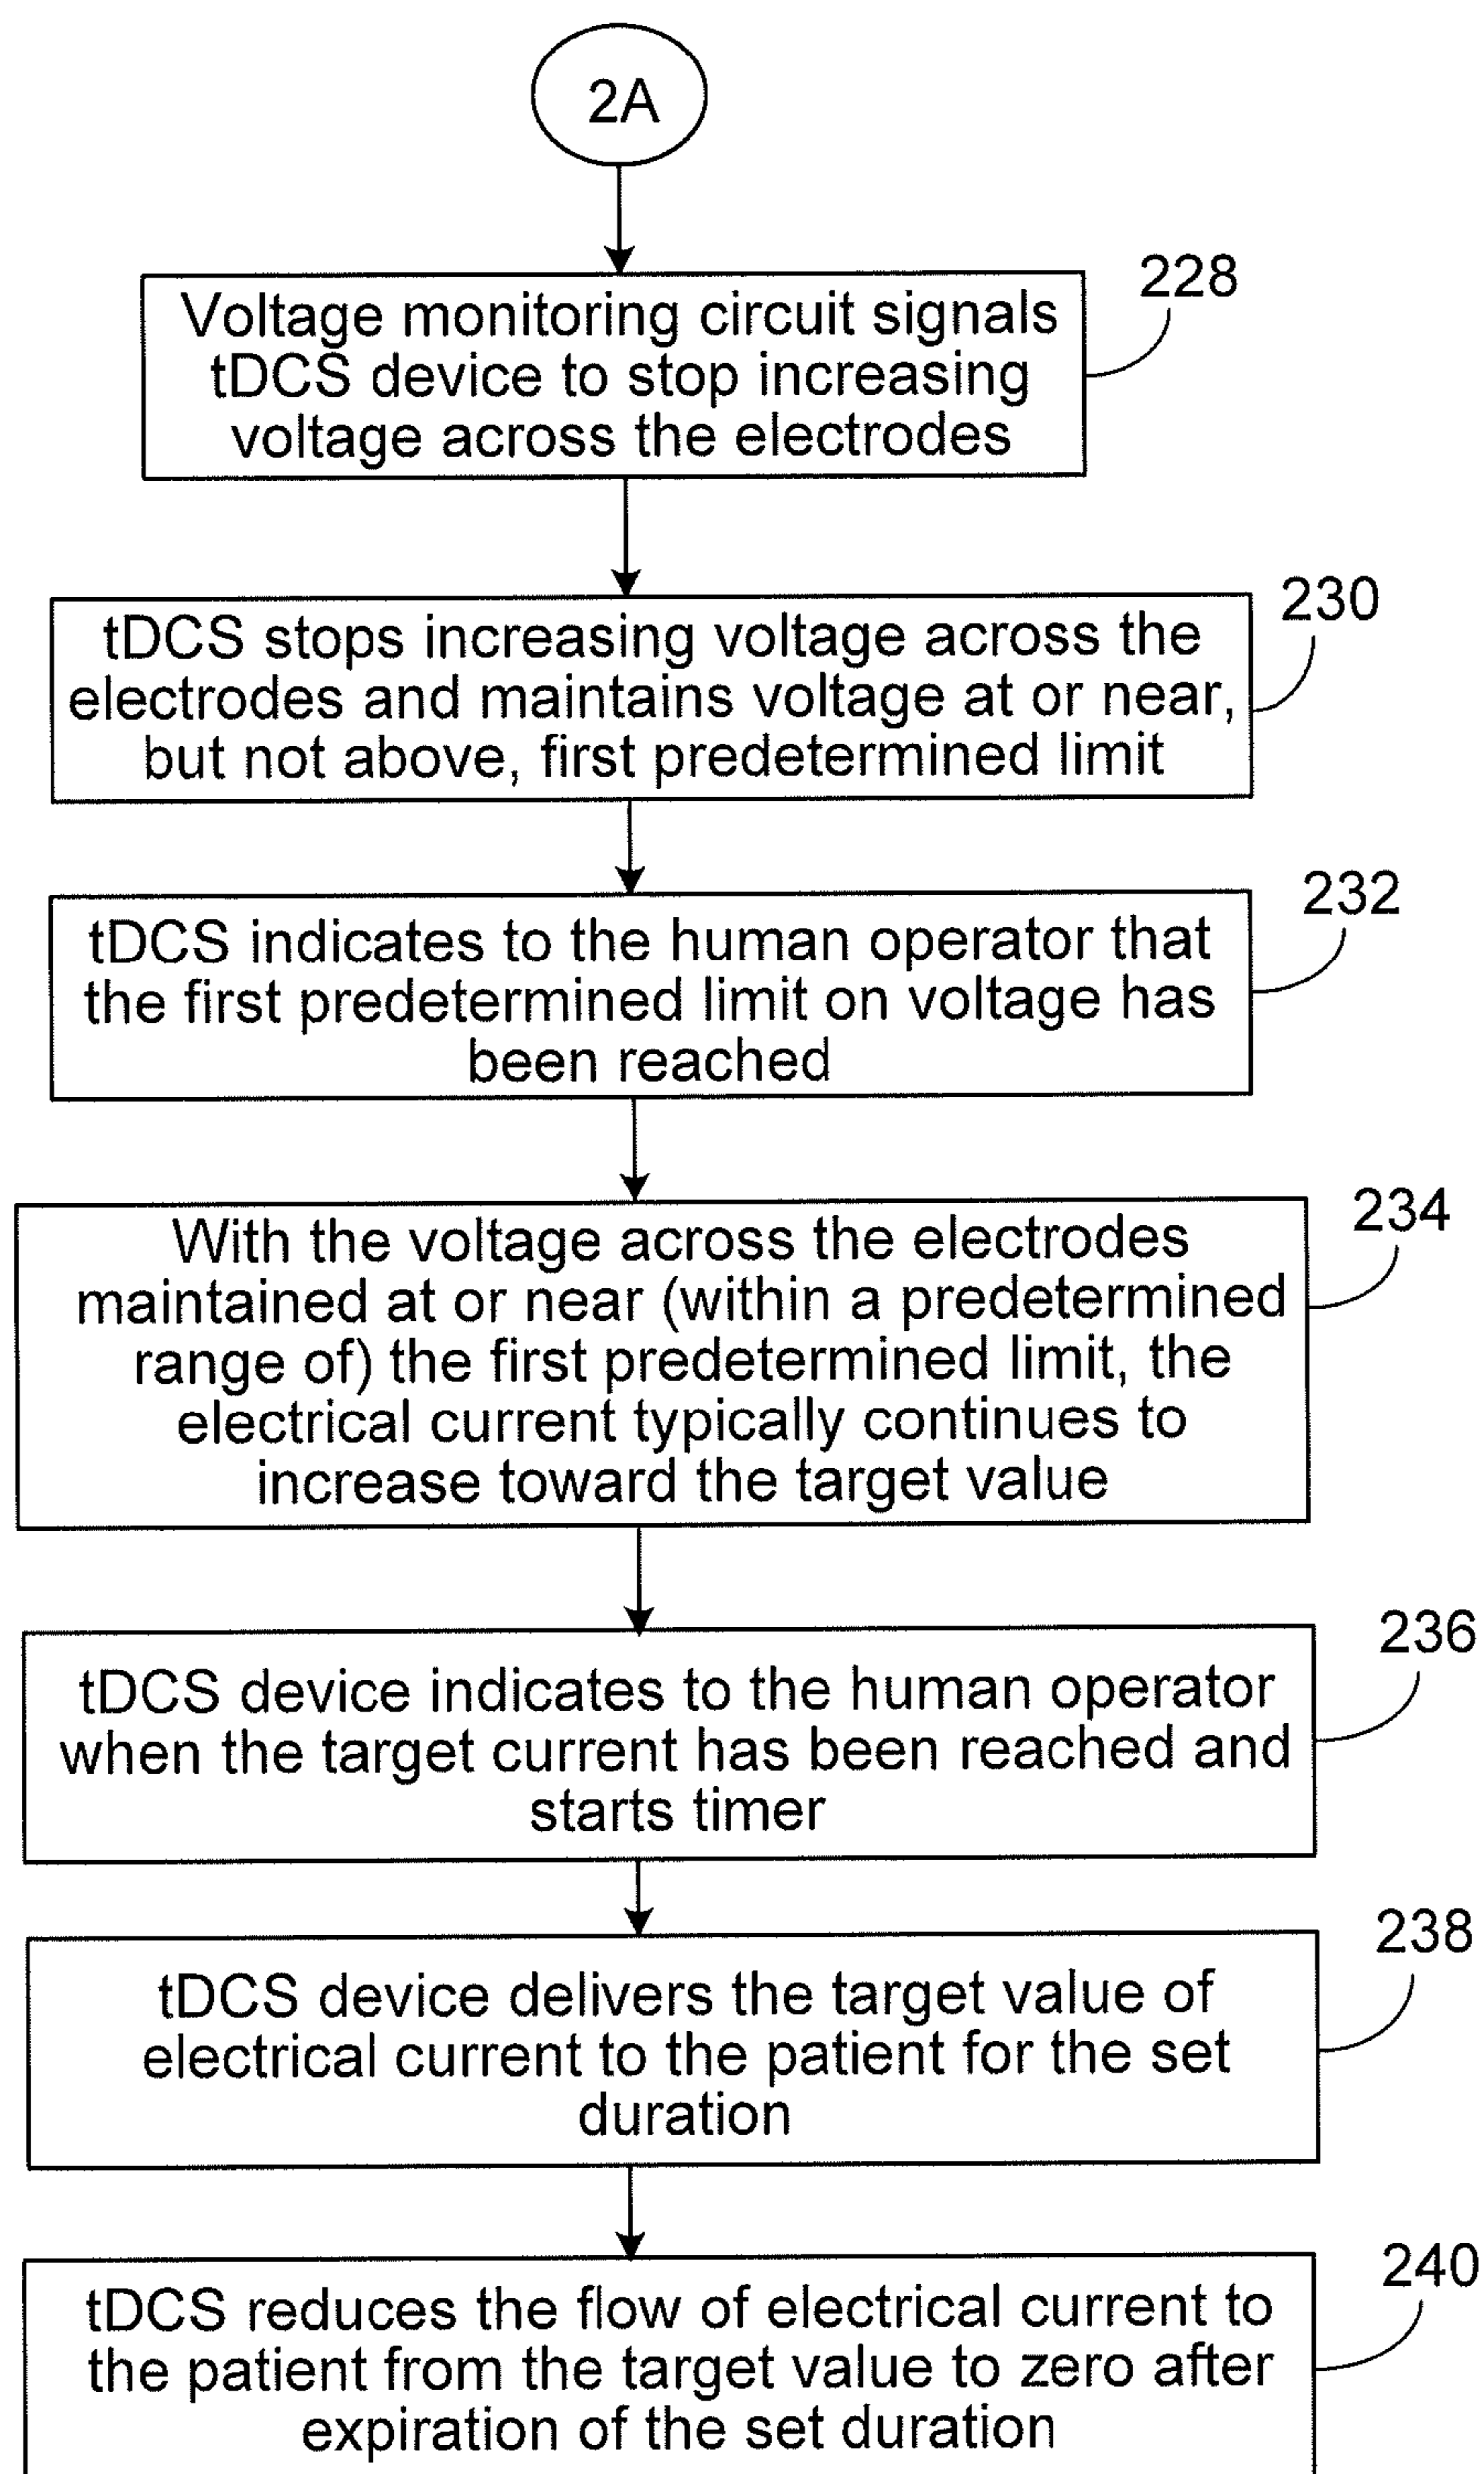 2A
228
Voltage monitoring circuit signals
tDCS device to stop increasing
voltage across the electrodes
230
tDCS stops increasing voltage across the
electrodes and maintains voltage at or near,
but not above, first predetermined limit
232
tDCS indicates to the human operator that
the first predetermined limit on voltage has
been reached
234
With the voltage across the electrodes
maintained at or near (within a predetermined
range of) the first predetermined limit, the
electrical current typically continues to
increase toward the target value
236
tDCS device indicates to the human operator
when the target current has been reached and
starts timer
238
tDCS device delivers the target value of
electrical current to the patient for the set
duration
240
tDCS reduces the flow of electrical current to
the patient from the target value to zero after
expiration of the set duration